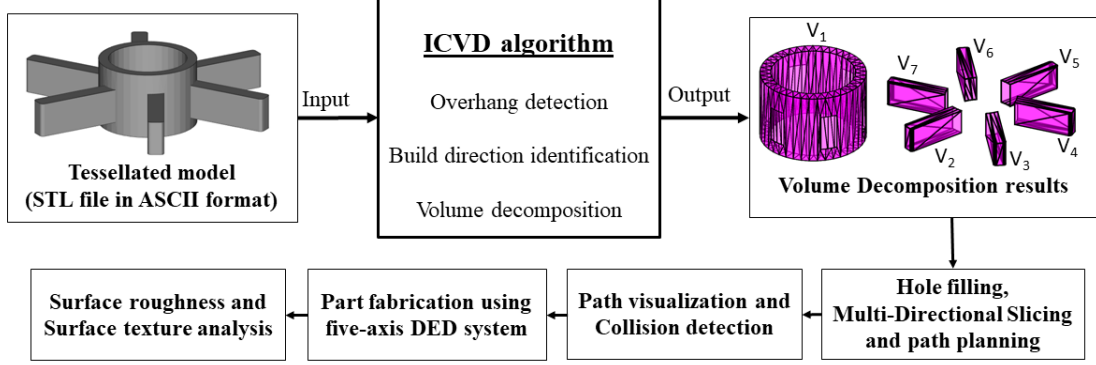 Tessellated model
(STL file in ASCII format)
Input
ICVD algorithm
Overhang detection
Build direction identification
Volume decomposition
Output
V1
V6
V5
V7
V2
V3
V4
Volume Decomposition results
Hole filling,
Multi-Directional Slicing
and path planning
Path visualization and
Collision detection
Part fabrication using
five-axis DED system
Surface roughness and
Surface texture analysis